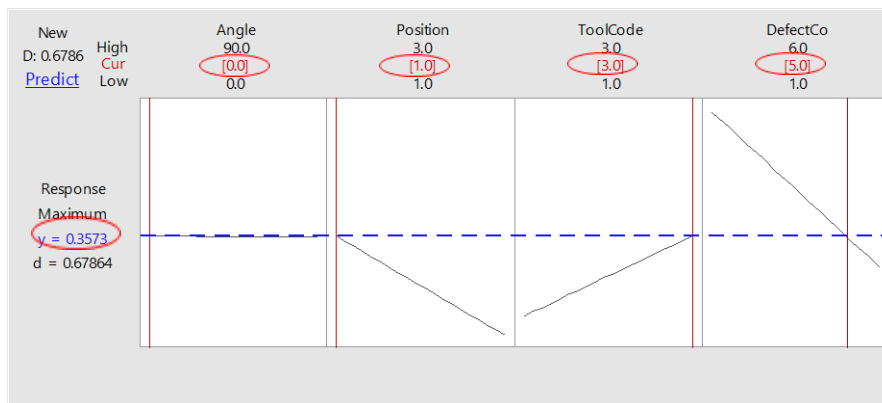 New
D: 0.6786
Predict
High
Cur
Low
Angle
90.0
[0.0]
0.0
Position
3.0
[1.0]
1.0
ToolCode
3.0
[3.0]
1.0
DefectCo
6.0
[5.0]
1.0
Response
Maximum
y = 0.3573
d = 0.67864